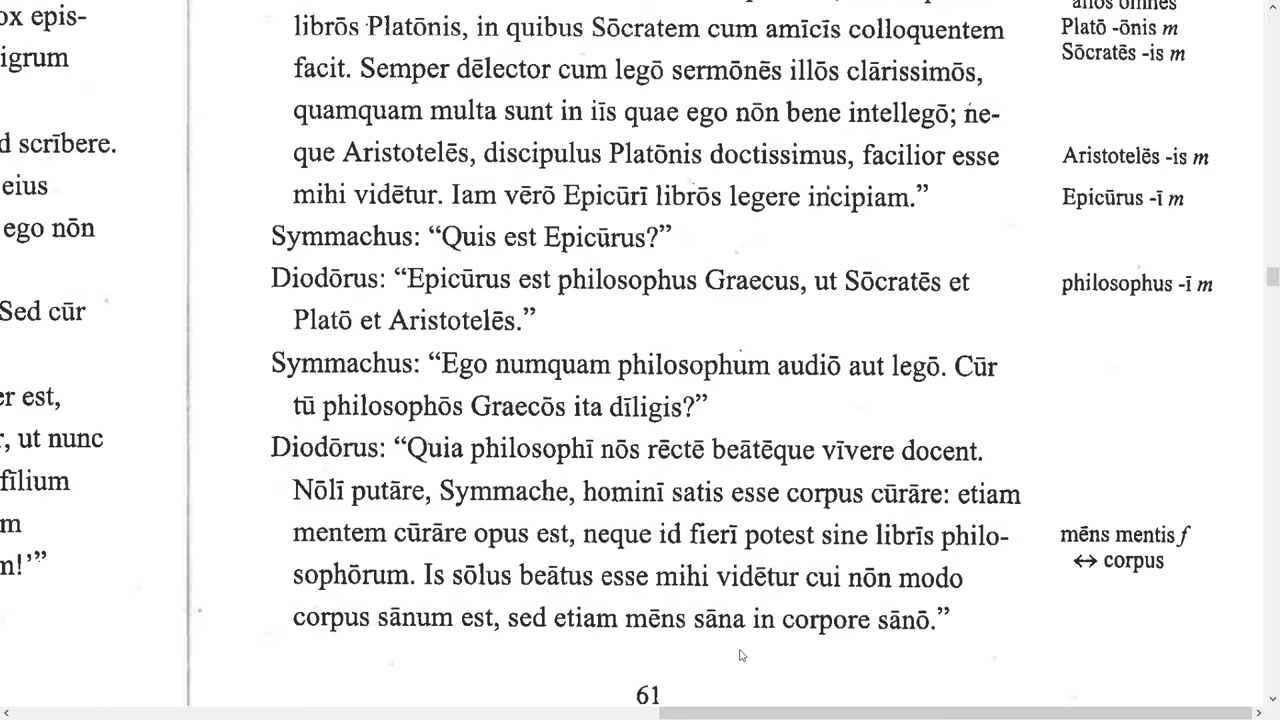 ox epis-
igrum
d scrībere.
eius
ego nōn
Sed cūr
er est,
r, ut nunc
fīlium
m
m!’”
librōs Platōnis, in quibus Sōcratem cum amīcīs colloquentem
facit. Semper dēlector cum legō sermōnēs illōs clārissimōs,
quamquam multa sunt in iīs quae ego nōn bene intellegō; ne-
que Aristotelēs, discipulus Platōnis doctissimus, facilior esse
mihi vidētur. Iam vērō Epicūrī librōs legere incipiam.”
Symmachus: “Quis est Epicūrus?”
Diodōrus: “Epicūrus est philosophus Graecus, ut Sōcratēs et
Platō et Aristotelēs.”
Symmachus: “Ego numquam philosophum audiō aut legō. Cūr
tū philosophōs Graecōs ita dīligis?”
Diodōrus: “Quia philosophī nōs rēctē beātēque vīvere docent.
Nōlī putāre, Symmache, hominī satis esse corpus cūrāre: etiam
mentem cūrāre opus est, neque id fierī potest sine librīs philo-
sophōrum. Is sōlus beātus esse mihi vidētur cui nōn modo
corpus sānum est, sed etiam mēns sāna in corpore sānō.”
61
aliōs omnēs
Platō -ōnis m
Sōcratēs -is m
Aristotelēs -is m
Epicūrus -ī m
philosophus -ī m
mēns mentis f
↔ corpus